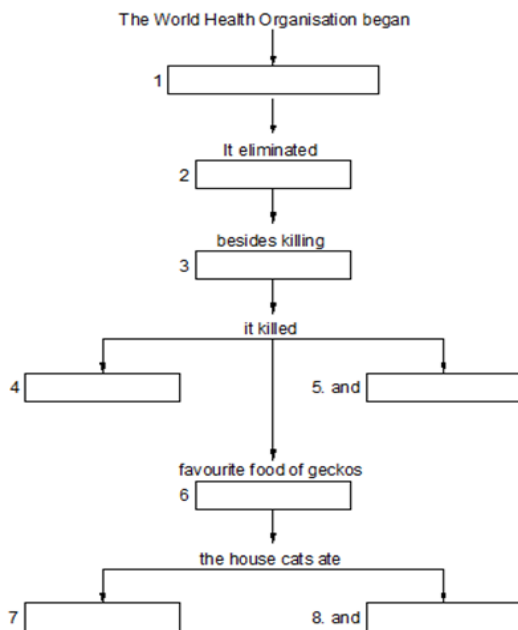 The World Health Organisation began
1
It eliminated
2
besides killing
3
it killed
4
5. and
favourite food of geckos
6
the house cats ate
7
8. and